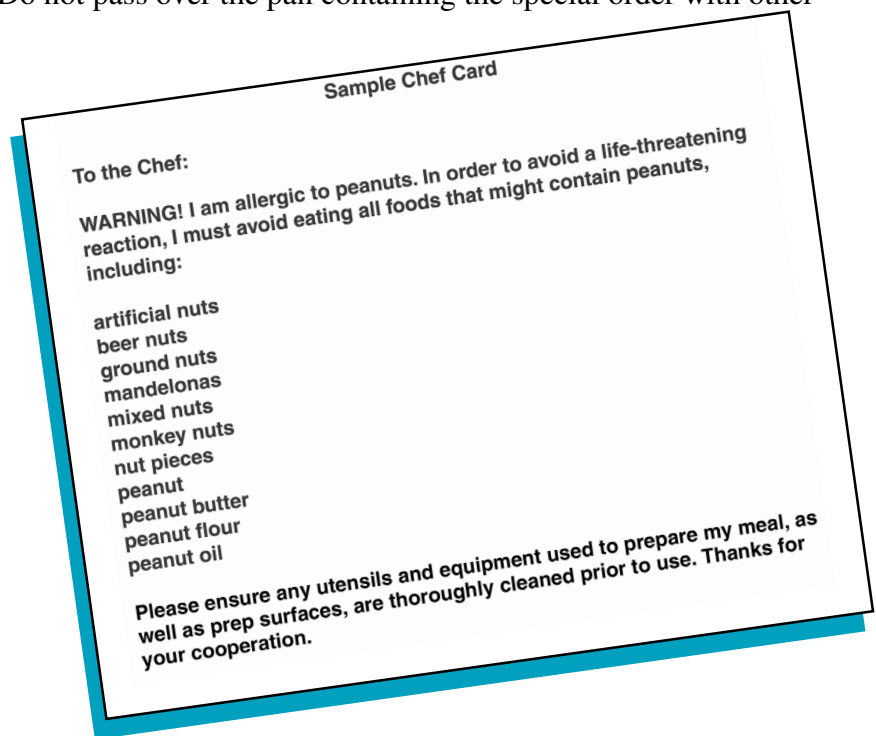 Do not pass over the pan containing the special order with other
Sample Chef Card
To the Chef:
WARNING! I am allergic to peanuts. In order to avoid a life-threatening
reaction, I must avoid eating all foods that might contain peanuts,
including:
artificial nuts
beer nuts
ground nuts
mandelonas
mixed nuts
monkey nuts
nut pieces
peanut
peanut butter
peanut flour
peanut oil
Please ensure any utensils and equipment used to prepare my meal, as
well as prep surfaces, are thoroughly cleaned prior to use. Thanks for
your cooperation.